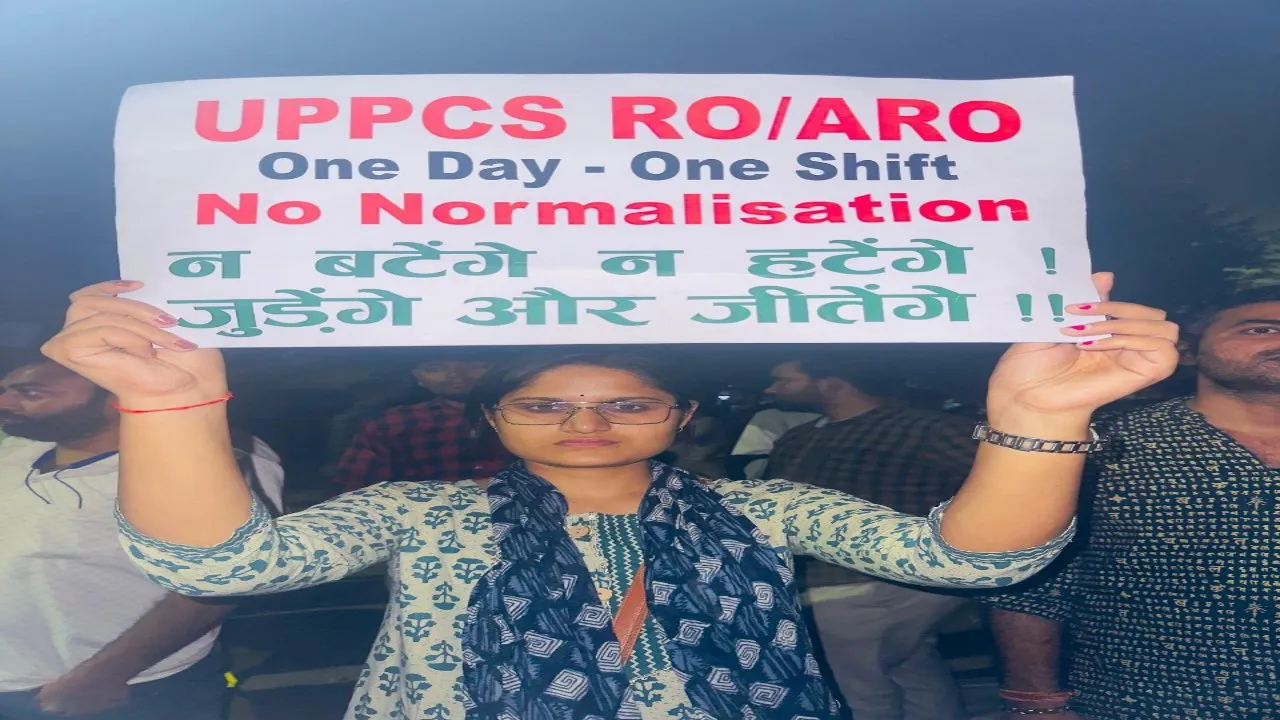 UPPCS RO/ARO
One Day - One Shift
No Normalisation
न बटेंगे न हटेंगे !
जुड़ेंगे और जीतेंगे !!